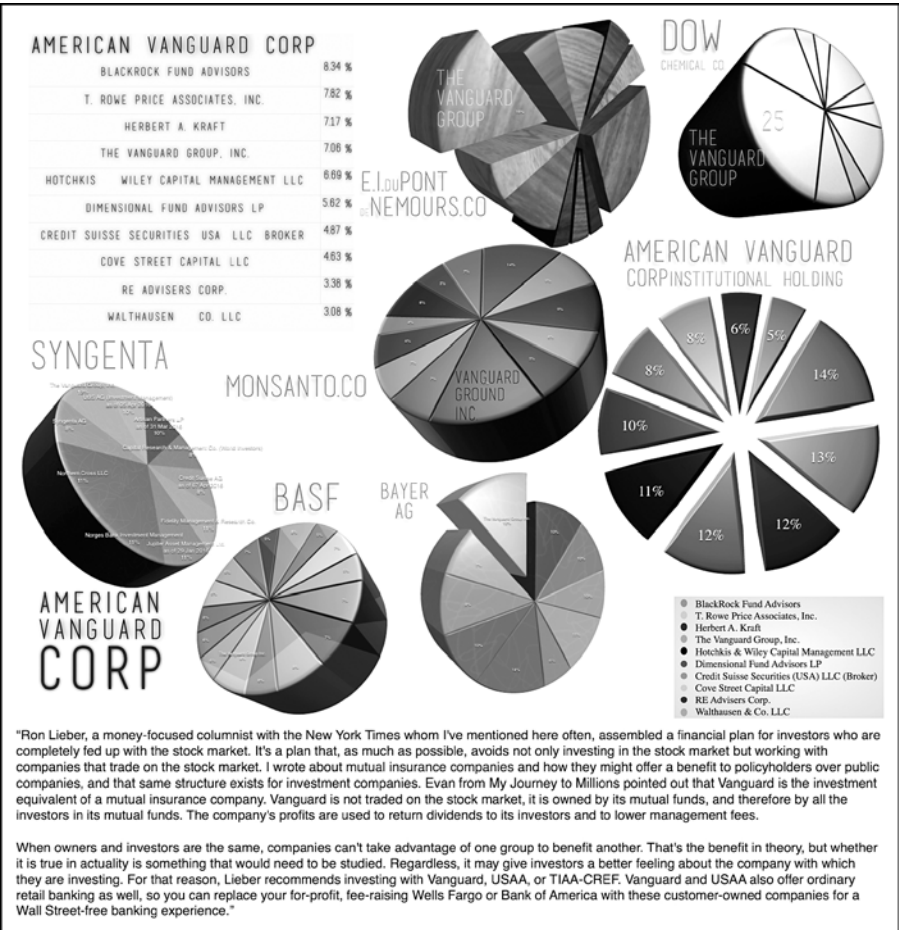 AMERICAN VANGUARD CORP
BLACKROCK FUND ADVISORS 8.34 %
T. ROWE PRICE ASSOCIATES, INC. 7.82 %
HERBERT A. KRAFT 7.17 %
THE VANGUARD GROUP, INC. 7.06 %
HOTCHKIS WILEY CAPITAL MANAGEMENT LLC 6.69 %
DIMENSIONAL FUND ADVISORS LP 5.62 %
CREDIT SUISSE SECURITIES USA LLC BROKER 4.87 %
COVE STREET CAPITAL LLC 4.63 %
RE ADVISERS CORP. 3.38 %
WALTHAUSEN CO. LLC 3.08 %
THE
VANGUARD
GROUP
E.I.DUPONT
DE NEMOURS.CO
DOW
CHEMICAL CO
25
THE
VANGUARD
GROUP
AMERICAN VANGUARD
CORP INSTITUTIONAL HOLDING
6%
5%
14%
13%
12%
12%
11%
10%
8%
8%
SYNGENTA
Syngenta AG
Norges Bank Investment Management
MONSANTO.CO
VANGUARD
GROUND
INC
BASF
BAYER
AG
AMERICAN
VANGUARD
CORP
BlackRock Fund Advisors
T. Rowe Price Associates, Inc.
Herbert A. Kraft
The Vanguard Group, Inc.
Hotchkis & Wiley Capital Management LLC
Dimensional Fund Advisors LP
Credit Suisse Securities (USA) LLC (Broker)
Cove Street Capital LLC
RE Advisers Corp.
Walthausen & Co. LLC
"Ron Lieber, a money-focused columnist with the New York Times whom I've mentioned here often, assembled a financial plan for investors who are
completely fed up with the stock market. It's a plan that, as much as possible, avoids not only investing in the stock market but working with
companies that trade on the stock market. I wrote about mutual insurance companies and how they might offer a benefit to policyholders over public
companies, and that same structure exists for investment companies. Evan from My Journey to Millions pointed out that Vanguard is the investment
equivalent of a mutual insurance company. Vanguard is not traded on the stock market, it is owned by its mutual funds, and therefore by all the
investors in its mutual funds. The company's profits are used to return dividends to its investors and to lower management fees.
When owners and investors are the same, companies can't take advantage of one group to benefit another. That's the benefit in theory, but whether
it is true in actuality is something that would need to be studied. Regardless, it may give investors a better feeling about the company with which
they are investing. For that reason, Lieber recommends investing with Vanguard, USAA, or TIAA-CREF. Vanguard and USAA also offer ordinary
retail banking as well, so you can replace your for-profit, fee-raising Wells Fargo or Bank of America with these customer-owned companies for a
Wall Street-free banking experience."